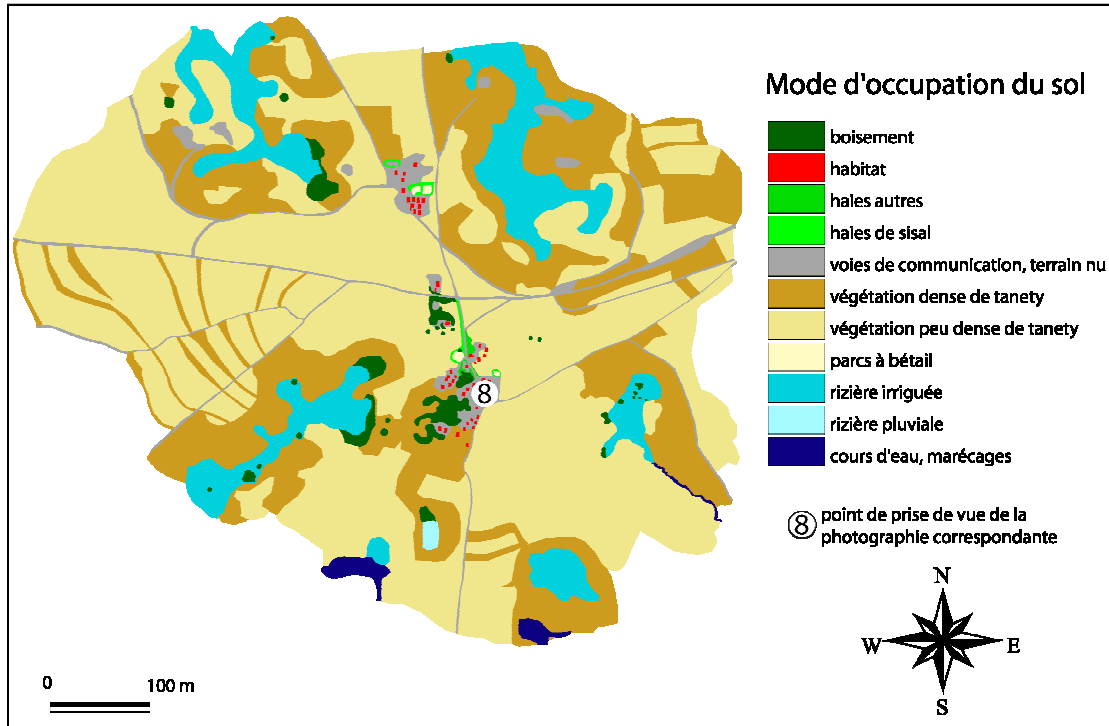 Mode d'occupation du sol
boisement
habitat
haies autres
haies de sisal
voies de communication, terrain nu
végétation dense de tanety
végétation peu dense de tanety
parcs à bétail
rizière irriguée
rizière pluviale
cours d'eau, marécages
8 point de prise de vue de la
photographie correspondante
8
N
W E
S
0 100 m